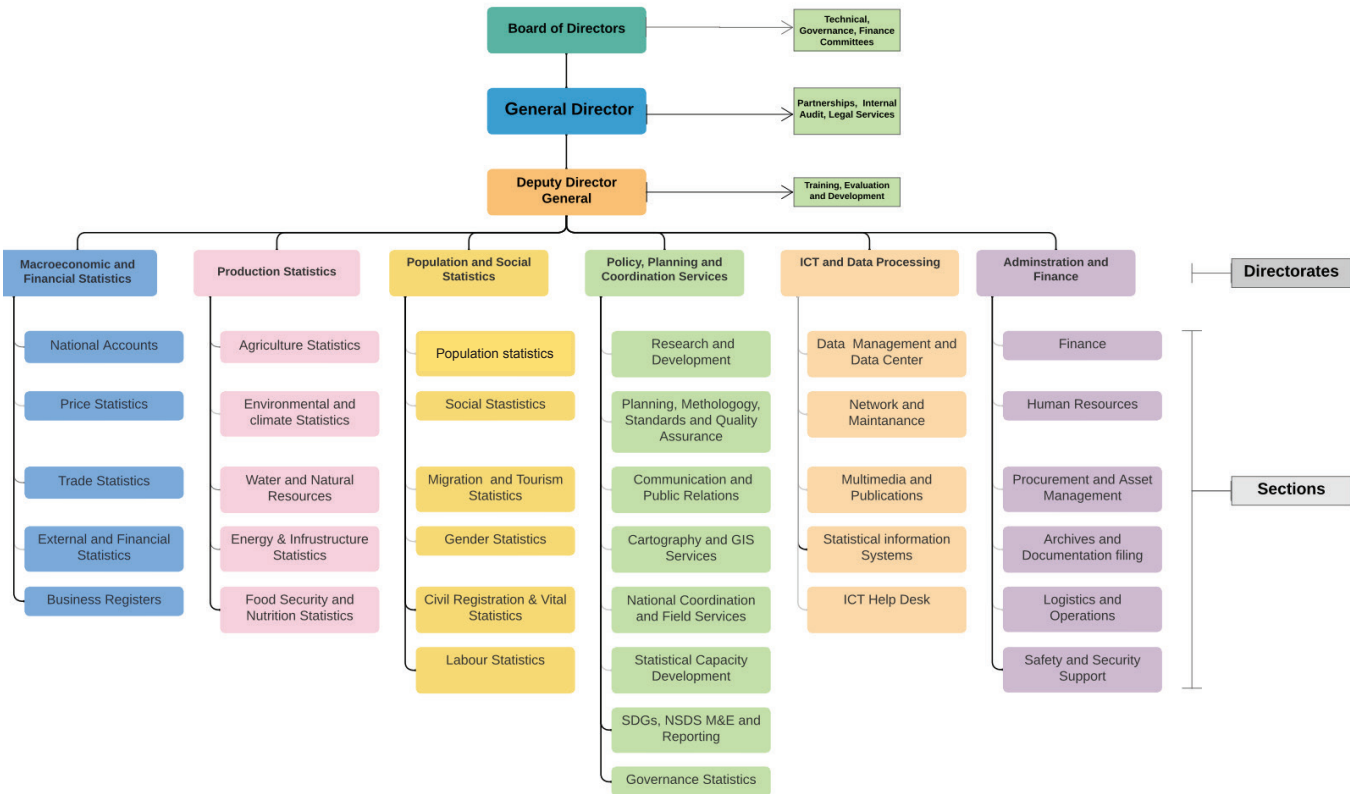 Board of Directors
Technical,
Governance, Finance
Committees
General Director
Partnerships, Internal
Audit, Legal Services
Deputy Director
General
Training, Evaluation
and Development
Macroeconomic and
Financial Statistics
Production Statistics
Population and Social
Statistics
Policy, Planning and
Coordination Services
ICT and Data Processing
Adminstration and
Finance
Directorates
National Accounts
Price Statistics
Trade Statistics
External and Financial
Statistics
Business Registers
Agriculture Statistics
Environmental and
climate Statistics
Water and Natural
Resources
Energy & Infrustructure
Statistics
Food Security and
Nutrition Statistics
Population statistics
Social Stastistics
Migration and Tourism
Statistics
Gender Statistics
Civil Registration & Vital
Statistics
Labour Statistics
Research and
Development
Planning, Methologogy,
Standards and Quality
Assurance
Communication and
Public Relations
Cartography and GIS
Services
National Coordination
and Field Services
Statistical Capacity
Development
SDGs, NSDS M&E and
Reporting
Governance Statistics
Data Management and
Data Center
Network and
Maintanance
Multimedia and
Publications
Statistical information
Systems
ICT Help Desk
Finance
Human Resources
Procurement and Asset
Management
Archives and
Documentation filing
Logistics and
Operations
Safety and Security
Support
Sections